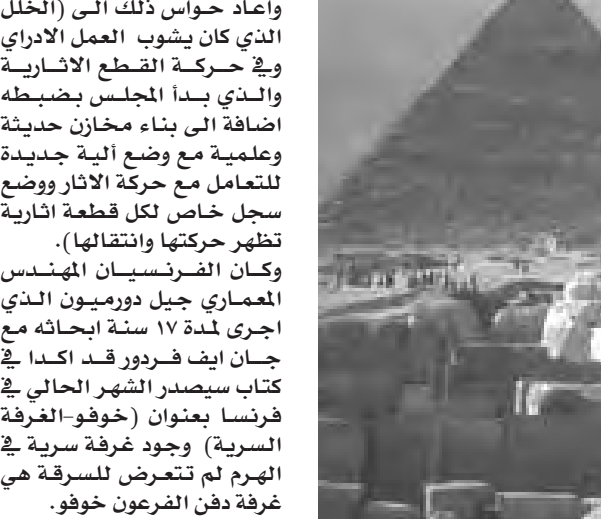 واعاد حواس ذلك الى (الخلل
الذي كان يشوب العمل الادراي
وفي حركة القطع الاثارية
والذي بدأ المجلس بضبطه
اضافة الى بناء مخازن حديثة
وعلمية مع وضع ألية جديدة
للتعامل مع حركة الاثار ووضع
سجل خاص لكل قطعة اثارية
تظهر حركتها وانتقالها).
وكان الفرنسيان المهندس
المعماري جيل دورميون الذي
اجرى لمدة ١٧ سنة ابحاثه مع
جان ايف فردور قد اكدا في
كتاب سيصدر الشهر الحالي في
فرنسا بعنوان (خوفو-الغرفة
السرية) وجود غرفة سرية في
الهرم لم تتعرض للسرقة هي
غرفة دفن الفرعون خوفو.